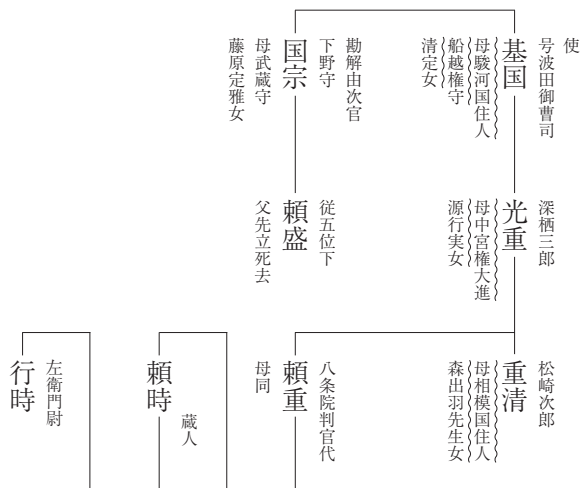 使
号波田御曹司
基国
母駿河国住人
船越権守
清定女
勘解由次官
下野守
国宗
母武蔵守
藤原定雅女
深栖三郎
光重
母中宮権大進
源行実女
従五位下
頼盛
父先立死去
松崎次郎
重清
母相模国住人
森出羽先生女
八条院判官代
頼重
母同
蔵人
頼時
左衛門尉
行時